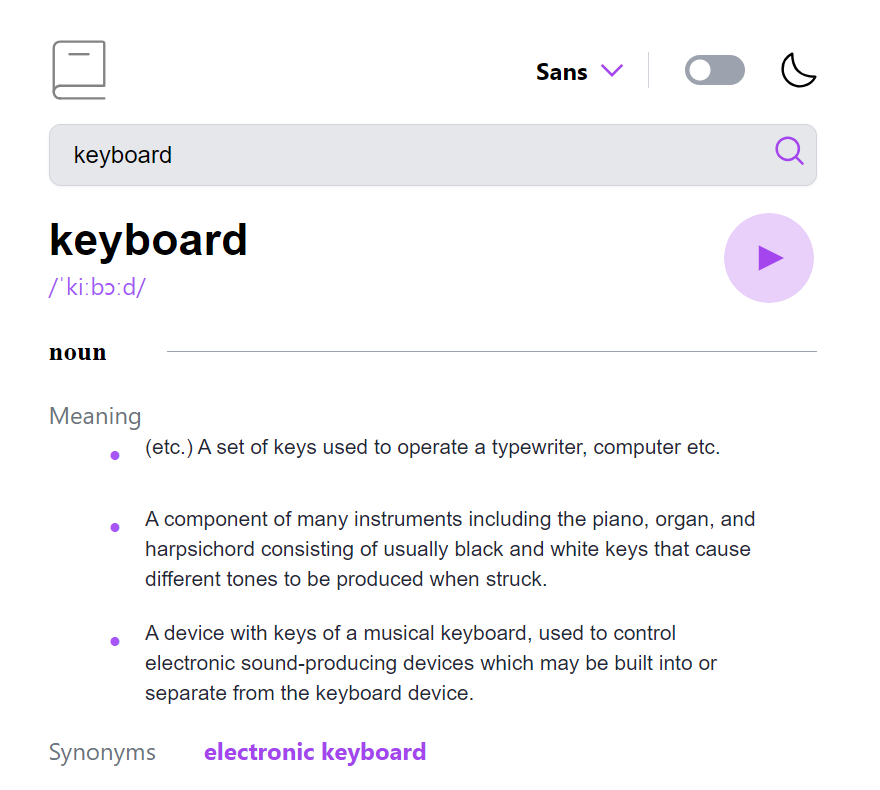 Sans
keyboard
keyboard
/ˈkiːbɔːd/
noun
Meaning
(etc.) A set of keys used to operate a typewriter, computer etc.
A component of many instruments including the piano, organ, and
harpsichord consisting of usually black and white keys that cause
different tones to be produced when struck.
A device with keys of a musical keyboard, used to control
electronic sound-producing devices which may be built into or
separate from the keyboard device.
Synonyms electronic keyboard